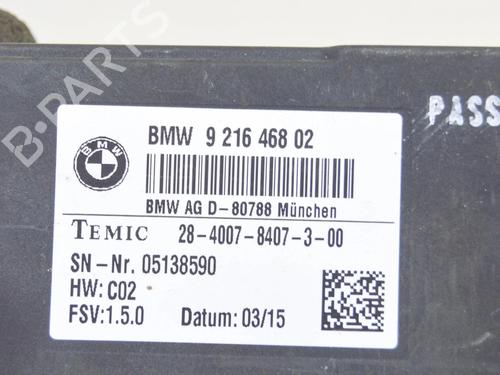 B-PARTS
PASS
BMW
BMW 9 216 468 02
BMW AG D-80788 München
TEMIC 28-4007-8407-3-00
SN-Nr. 05138590
HW: C02
FSV:1.5.0 Datum: 03/15